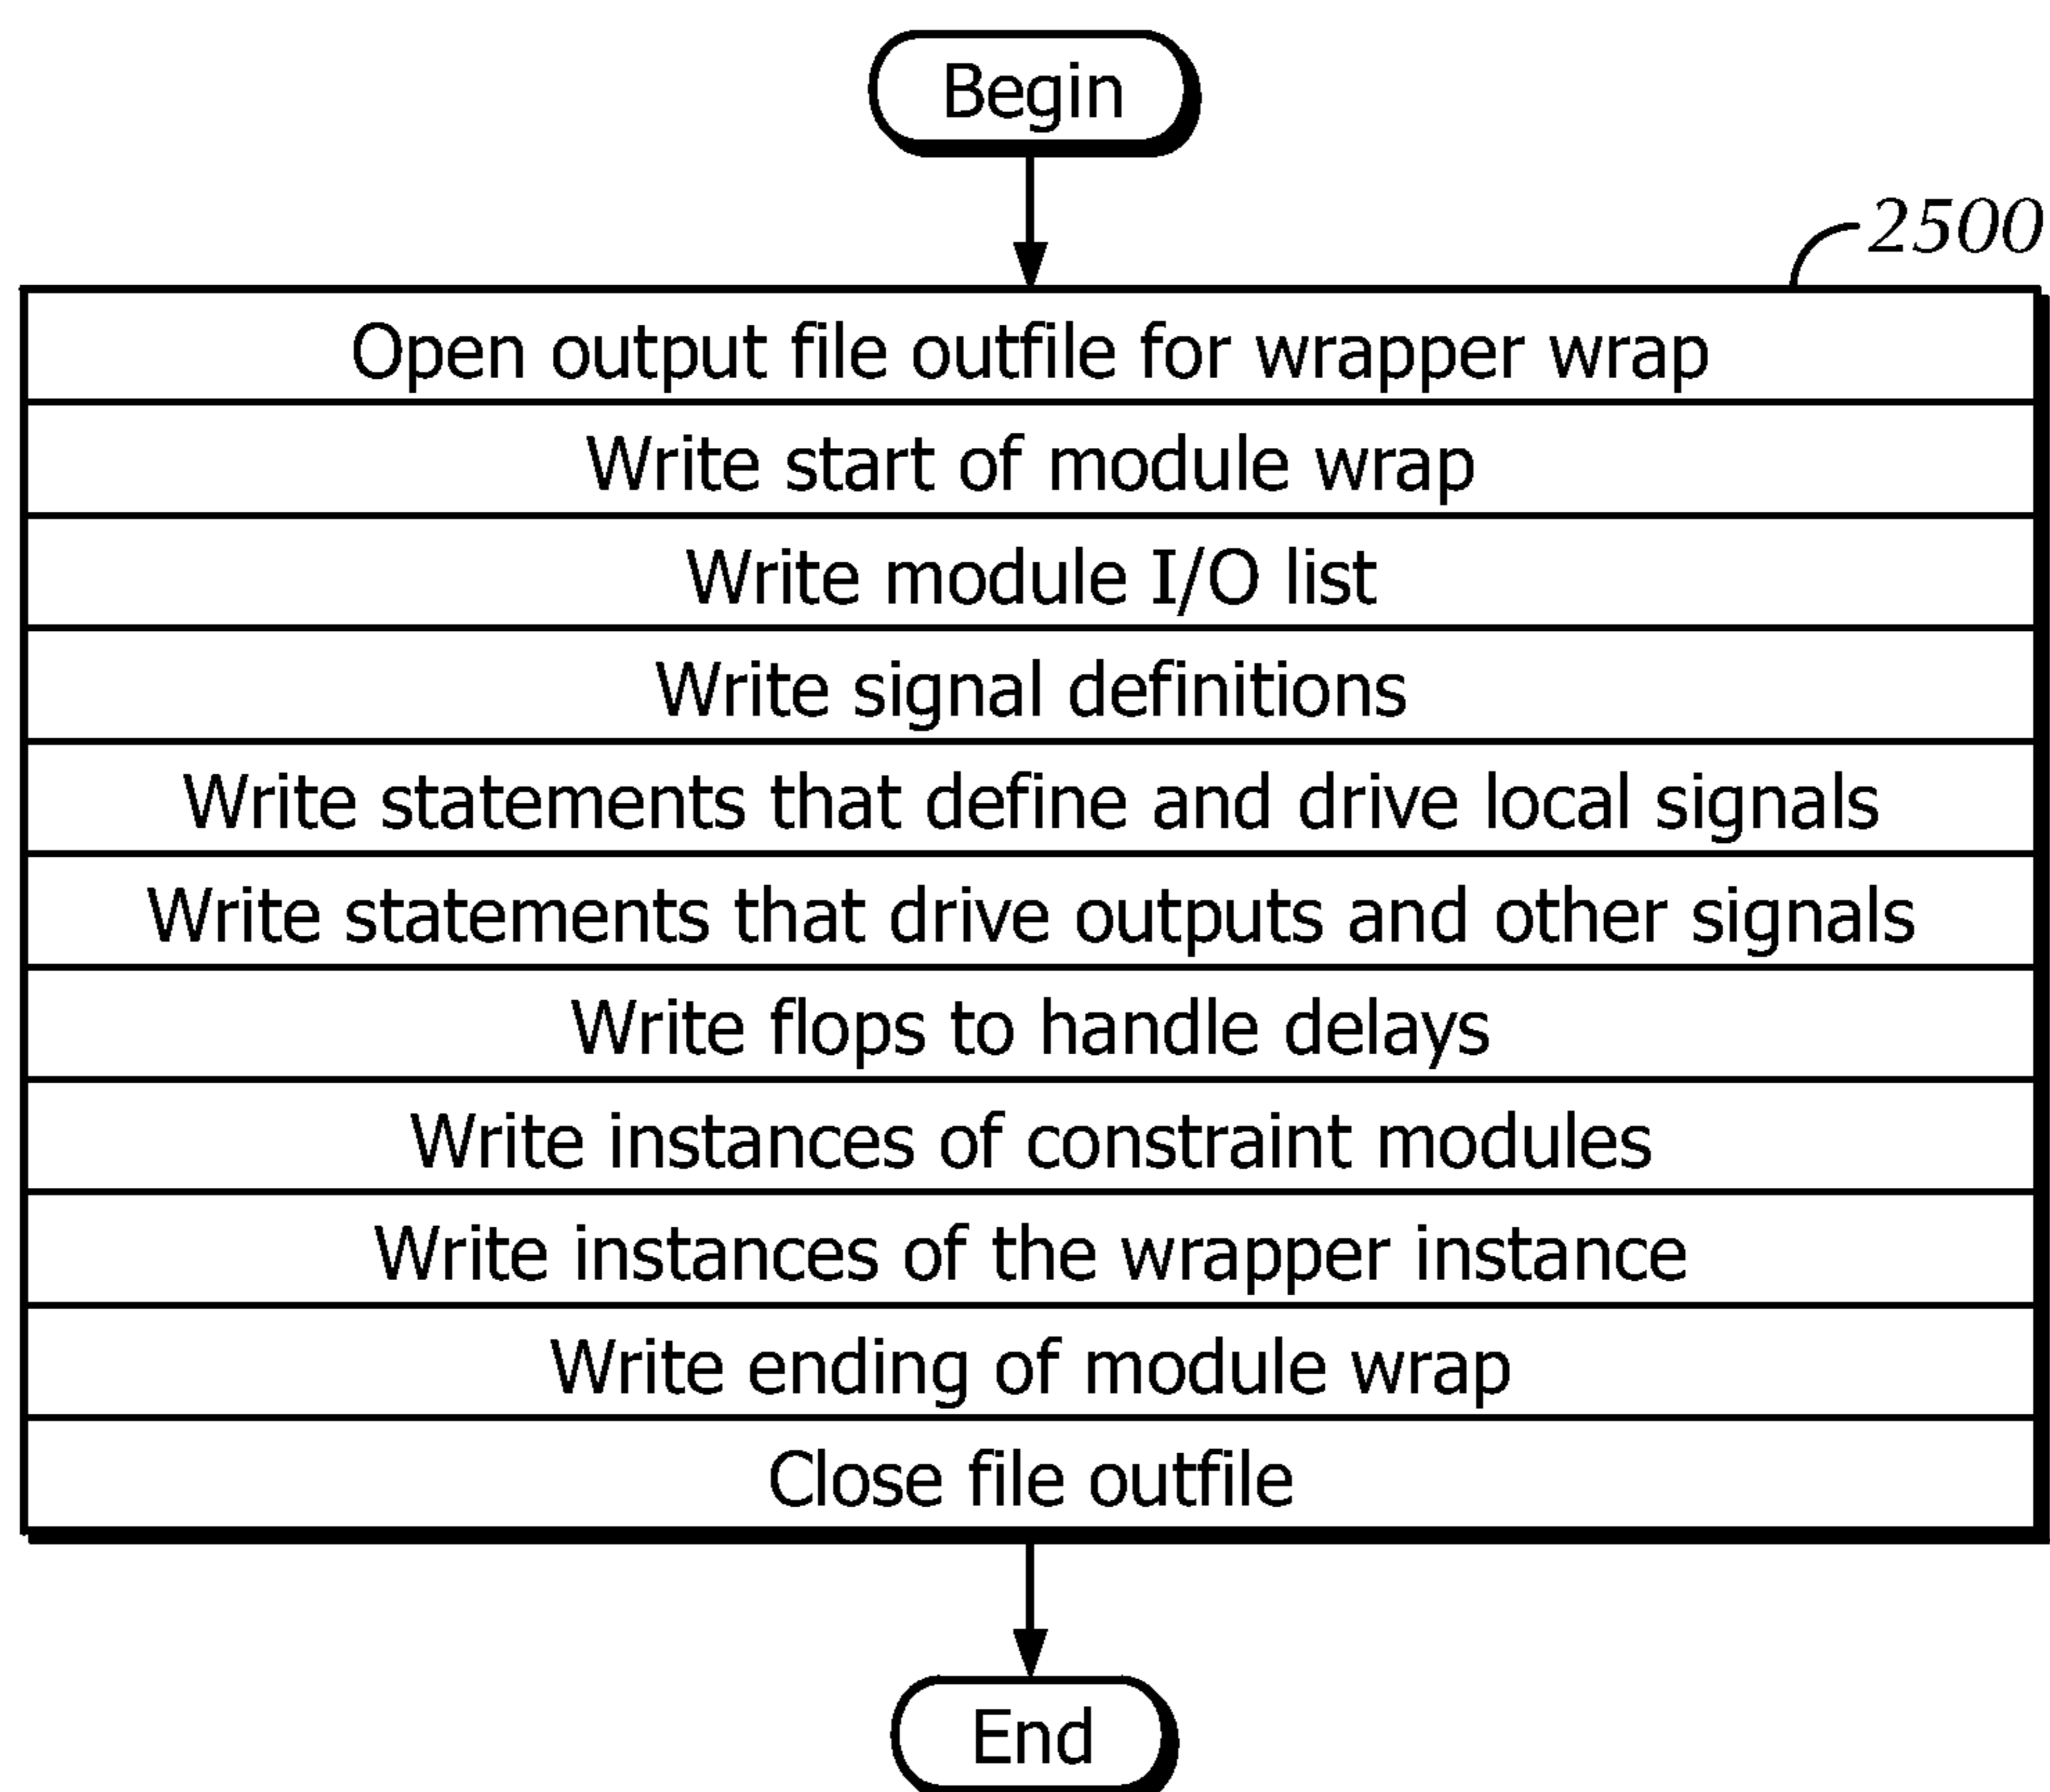 Begin
2500
Open output file outfile for wrapper wrap
Write start of module wrap
Write module I/O list
Write signal definitions
Write statements that define and drive local signals
Write statements that drive outputs and other signals
Write flops to handle delays
Write instances of constraint modules
Write instances of the wrapper instance
Write ending of module wrap
Close file outfile
End